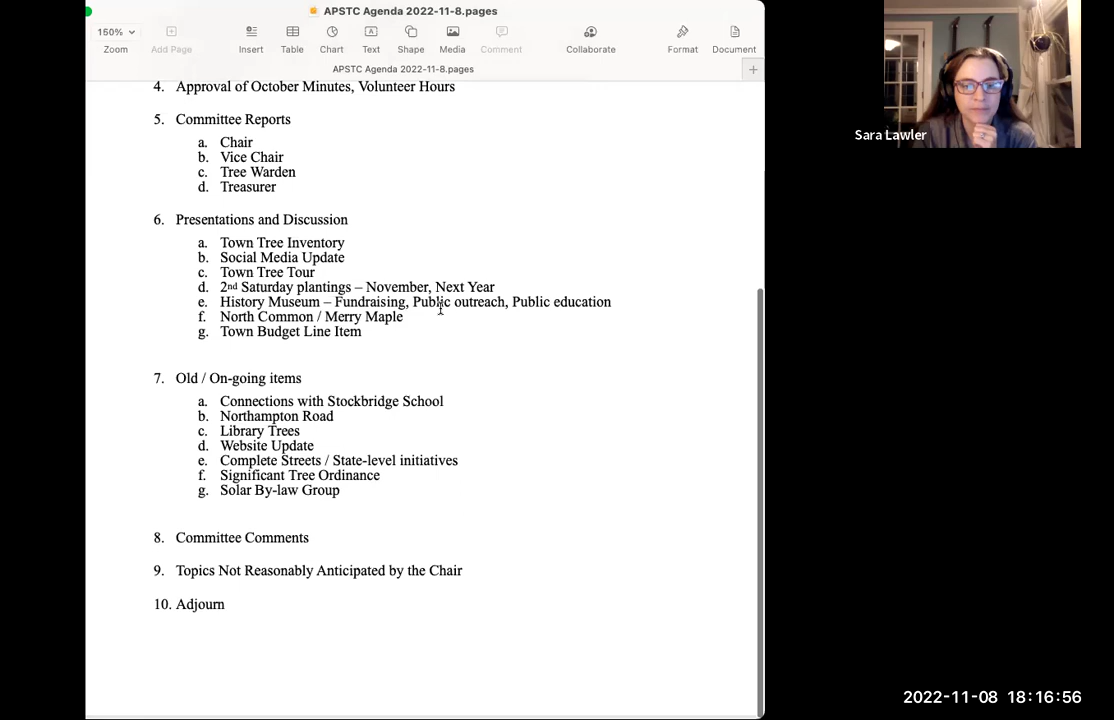 APSTC Agenda 2022-11-8.pages
150%
Zoom
Add Page
Insert
Table
Chart
Text
Shape
Media
Comment
Collaborate
Format
Document
APSTC Agenda 2022-11-8.pages
4. Approval of October Minutes, Volunteer Hours
5. Committee Reports
a. Chair
b. Vice Chair
c. Tree Warden
d. Treasurer
6. Presentations and Discussion
a. Town Tree Inventory
b. Social Media Update
c. Town Tree Tour
d. 2nd Saturday plantings – November, Next Year
e. History Museum – Fundraising, Public outreach, Public education
f. North Common / Merry Maple
g. Town Budget Line Item
7. Old / On-going items
a. Connections with Stockbridge School
b. Northampton Road
c. Library Trees
d. Website Update
e. Complete Streets / State-level initiatives
f. Significant Tree Ordinance
g. Solar By-law Group
8. Committee Comments
9. Topics Not Reasonably Anticipated by the Chair
10. Adjourn
Sara Lawler
2022-11-08 18:16:56